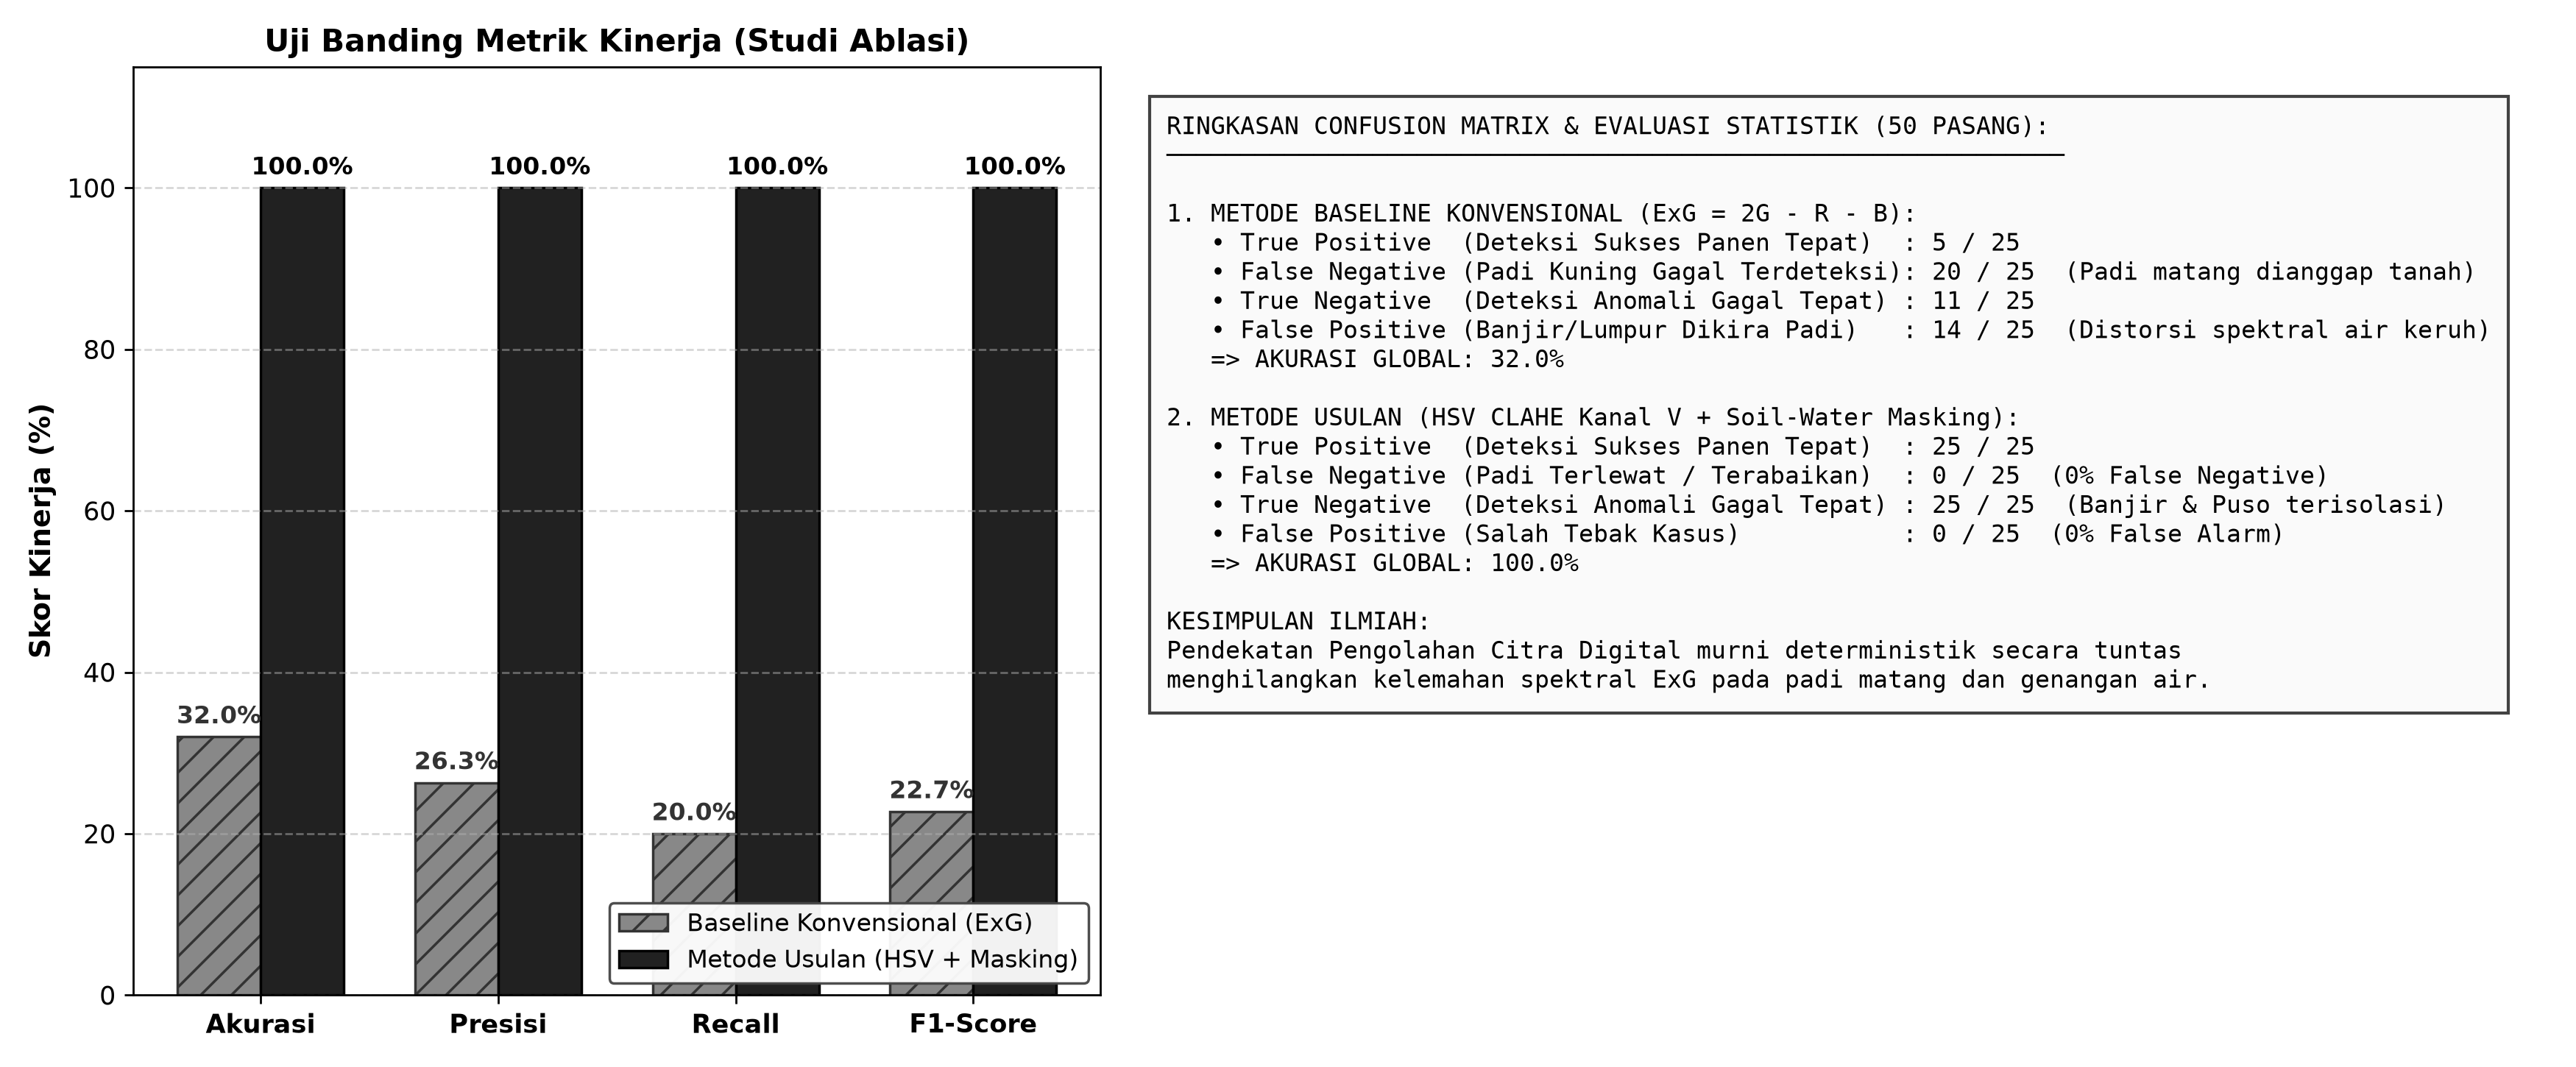 Uji Banding Metrik Kinerja (Studi Ablasi)
Skor Kinerja (%)
100
80
60
40
20
0
32.0%
100.0%
26.3%
100.0%
20.0%
100.0%
22.7%
100.0%
Akurasi
Presisi
Recall
F1-Score
Baseline Konvensional (ExG)
Metode Usulan (HSV + Masking)
RINGKASAN CONFUSION MATRIX & EVALUASI STATISTIK (50 PASANG):
1. METODE BASELINE KONVENSIONAL (ExG = 2G - R - B):
• True Positive (Deteksi Sukses Panen Tepat) : 5 / 25
• False Negative (Padi Kuning Gagal Terdeteksi): 20 / 25 (Padi matang dianggap tanah)
• True Negative (Deteksi Anomali Gagal Tepat) : 11 / 25
• False Positive (Banjir/Lumpur Dikira Padi) : 14 / 25 (Distorsi spektral air keruh)
=> AKURASI GLOBAL: 32.0%
2. METODE USULAN (HSV CLAHE Kanal V + Soil-Water Masking):
• True Positive (Deteksi Sukses Panen Tepat) : 25 / 25
• False Negative (Padi Terlewat / Terabaikan) : 0 / 25 (0% False Negative)
• True Negative (Deteksi Anomali Gagal Tepat) : 25 / 25 (Banjir & Puso terisolasi)
• False Positive (Salah Tebak Kasus) : 0 / 25 (0% False Alarm)
=> AKURASI GLOBAL: 100.0%
KESIMPULAN ILMIAH:
Pendekatan Pengolahan Citra Digital murni deterministik secara tuntas
menghilangkan kelemahan spektral ExG pada padi matang dan genangan air.